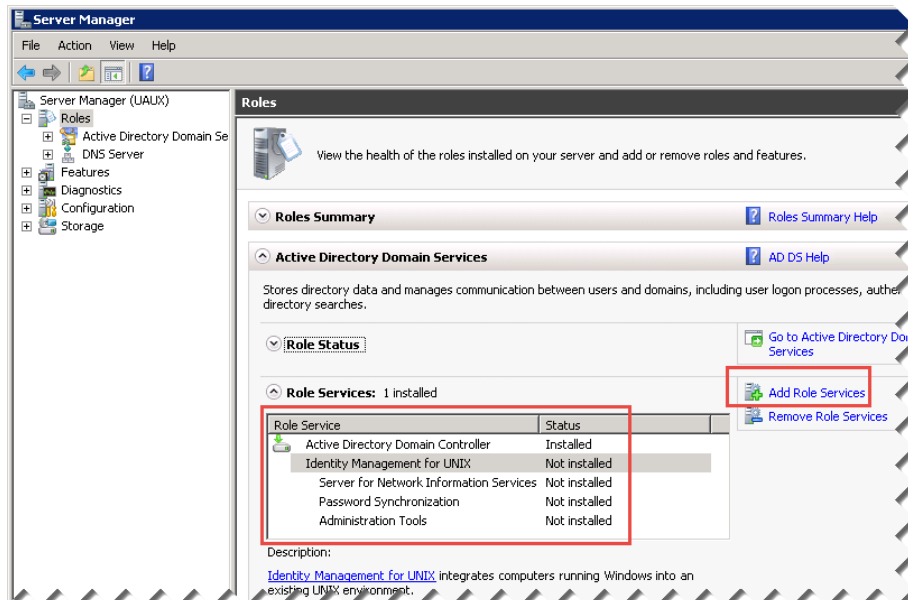 Server Manager
File Action View Help
Server Manager (UAUX)
Roles
Active Directory Domain Se
DNS Server
Features
Diagnostics
Configuration
Storage
Roles
View the health of the roles installed on your server and add or remove roles and features.
Roles Summary
Roles Summary Help
Active Directory Domain Services
AD DS Help
Stores directory data and manages communication between users and domains, including user logon processes, authe
directory searches.
Role Status
Go to Active Directory Do
Services
Role Services: 1 installed
Add Role Services
Remove Role Services
Role Service Status
Active Directory Domain Controller Installed
Identity Management for UNIX Not installed
Server for Network Information Services Not installed
Password Synchronization Not installed
Administration Tools Not installed
Description:
Identity Management for UNIX integrates computers running Windows into an
existing UNIX environment.